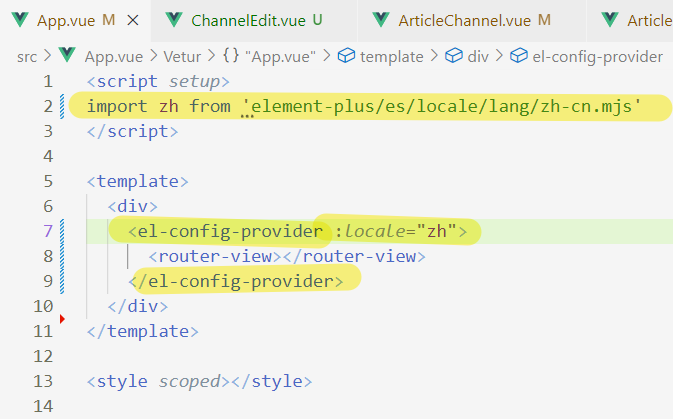 App.vue M × ChannelEdit.vue U ArticleChannel.vue M Article
src > App.vue > Vetur > {} "App.vue" > template > div > el-config-provider
1 <script setup>
2 import zh from 'element-plus/es/locale/lang/zh-cn.mjs'
3 </script>
4
5 <template>
6 <div>
7 <el-config-provider :locale="zh">
8 <router-view></router-view>
9 </el-config-provider>
10 </div>
11 </template>
12
13 <style scoped></style>
14